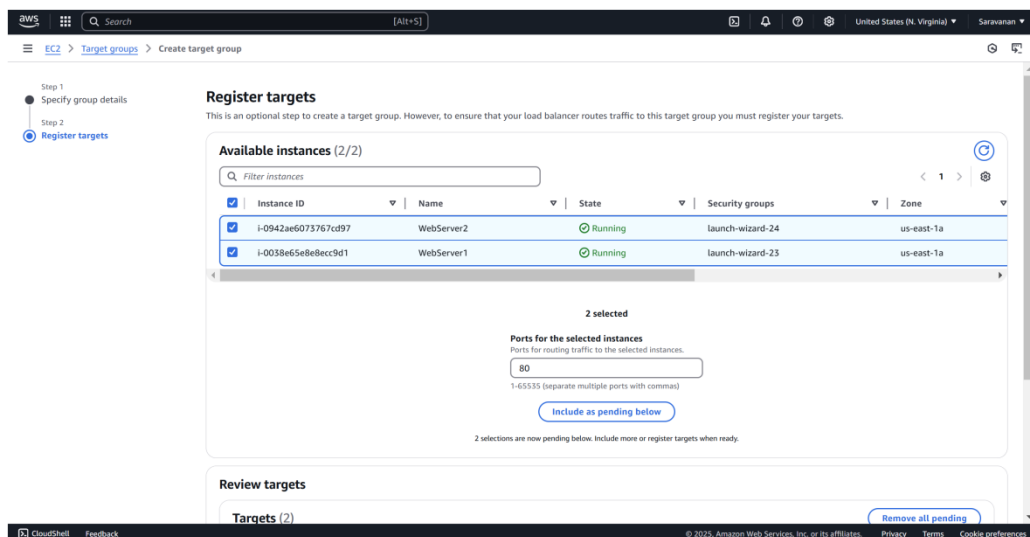 aws Search [Alt+S] United States (N. Virginia) Saravanan
EC2 > Target groups > Create target group
Step 1
Specify group details
Step 2
Register targets
Register targets
This is an optional step to create a target group. However, to ensure that your load balancer routes traffic to this target group you must register your targets.
Available instances (2/2)
Filter instances
1
Instance ID Name State Security groups Zone
i-0942ae6073767cd97 WebServer2 Running launch-wizard-24 us-east-1a
i-0038e65e8e8ecc9d1 WebServer1 Running launch-wizard-23 us-east-1a
2 selected
Ports for the selected instances
Ports for routing traffic to the selected instances.
80
1-65535 (separate multiple ports with commas)
Include as pending below
2 selections are now pending below. Include more or register targets when ready.
Review targets
Targets (2) Remove all pending
CloudShell Feedback © 2025, Amazon Web Services, Inc. or its affiliates. Privacy Terms Cookie preferences